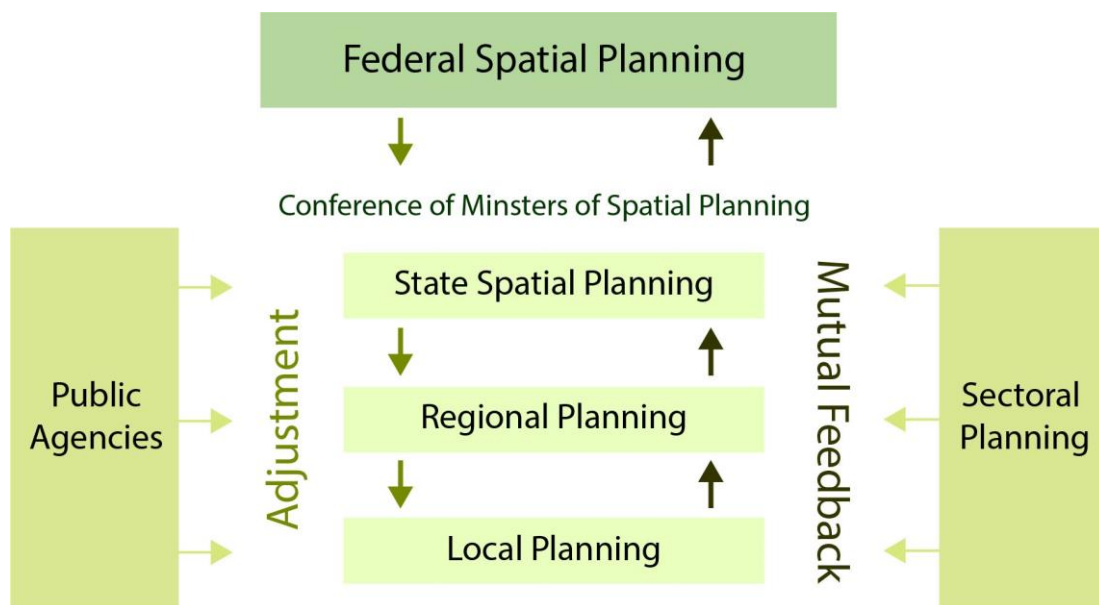 Federal Spatial Planning
Conference of Minsters of Spatial Planning
Public
Agencies
Adjustment
State Spatial Planning
Regional Planning
Local Planning
Mutual Feedback
Sectoral
Planning